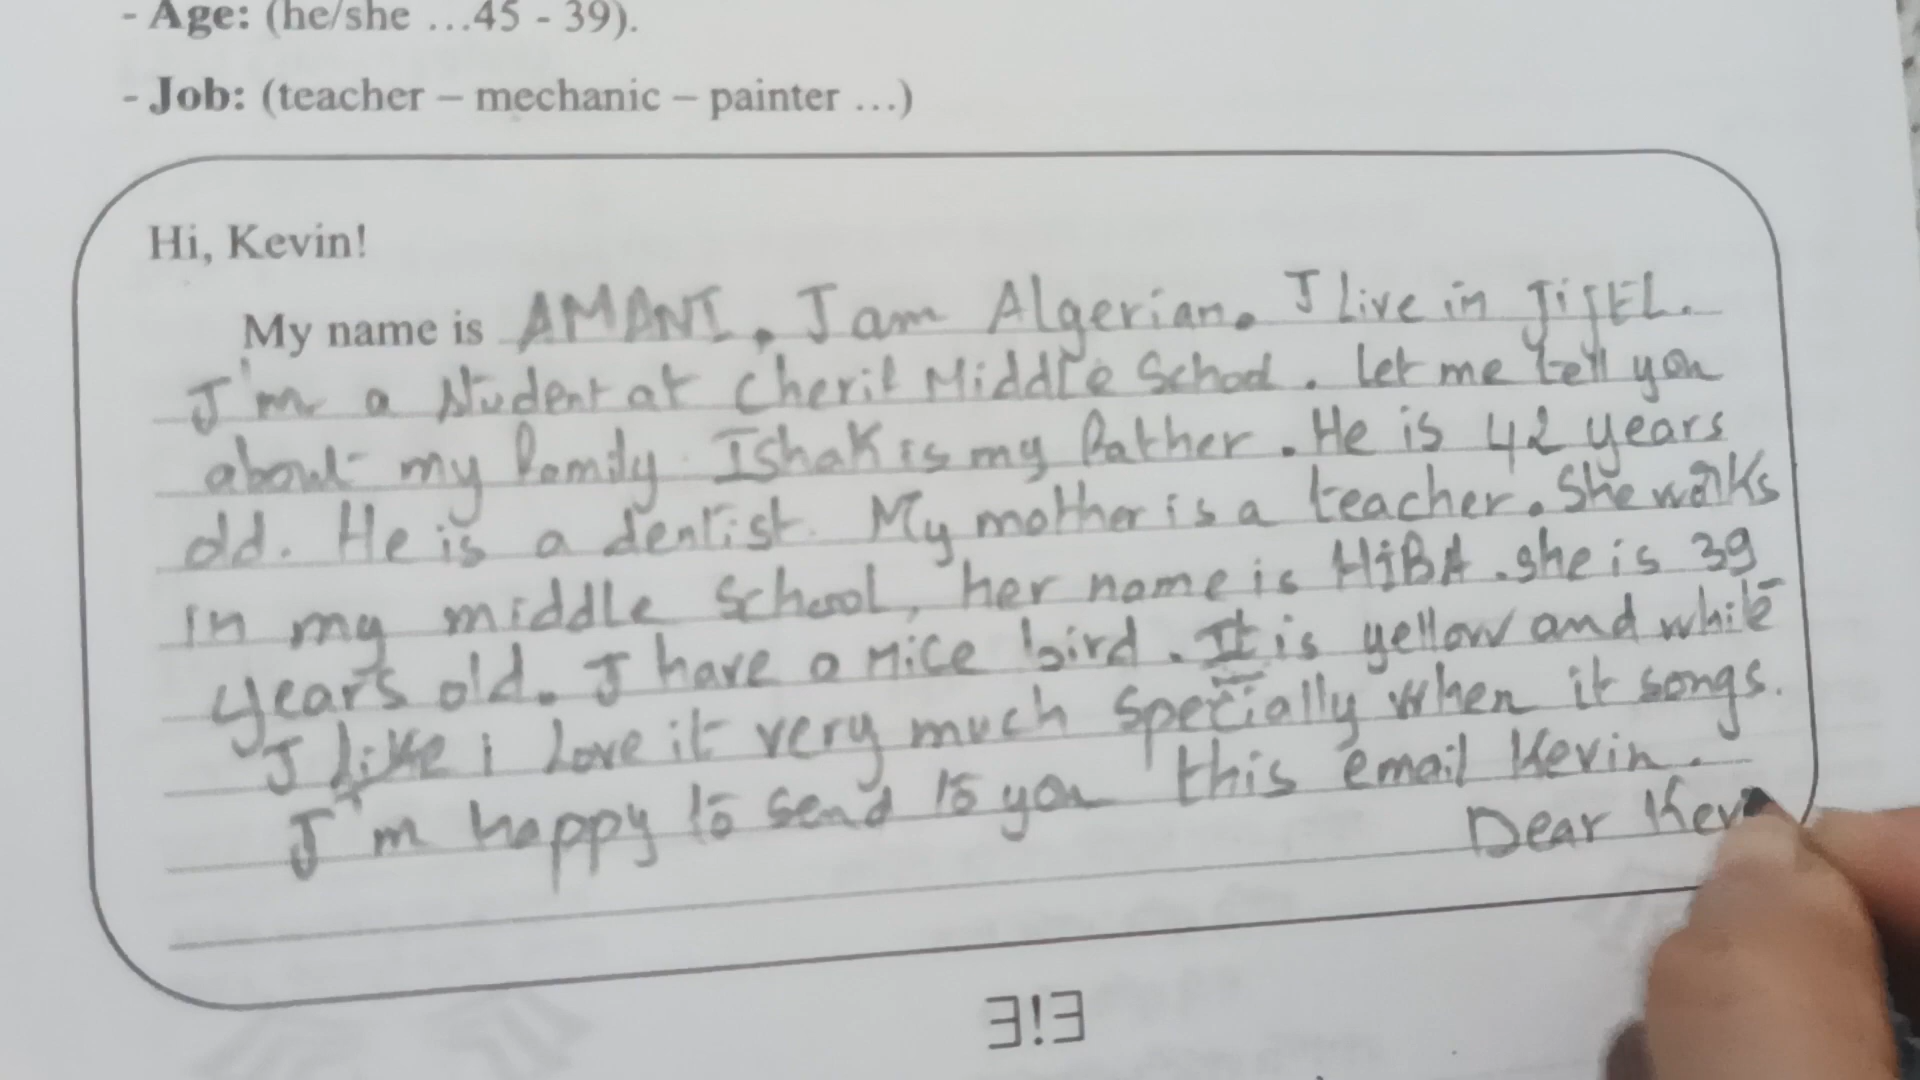 - Age: (he/she ...45 - 39).
- Job: (teacher – mechanic – painter ...)
Hi, Kevin!
My name is AMANI. I am Algerian. I live in JijEL.
I'm a student at Cherif Middle School. Let me tell you
about my family. Ishak is my father. He is 42 years
old. He is a dentist. My mother is a teacher. She works
in my middle school, her name is HiBA. she is 39
years old. I have a nice bird. It is yellow and white
I like i love it very much specially when it songs.
I'm happy to send to you this email Kevin.
Dear Kev